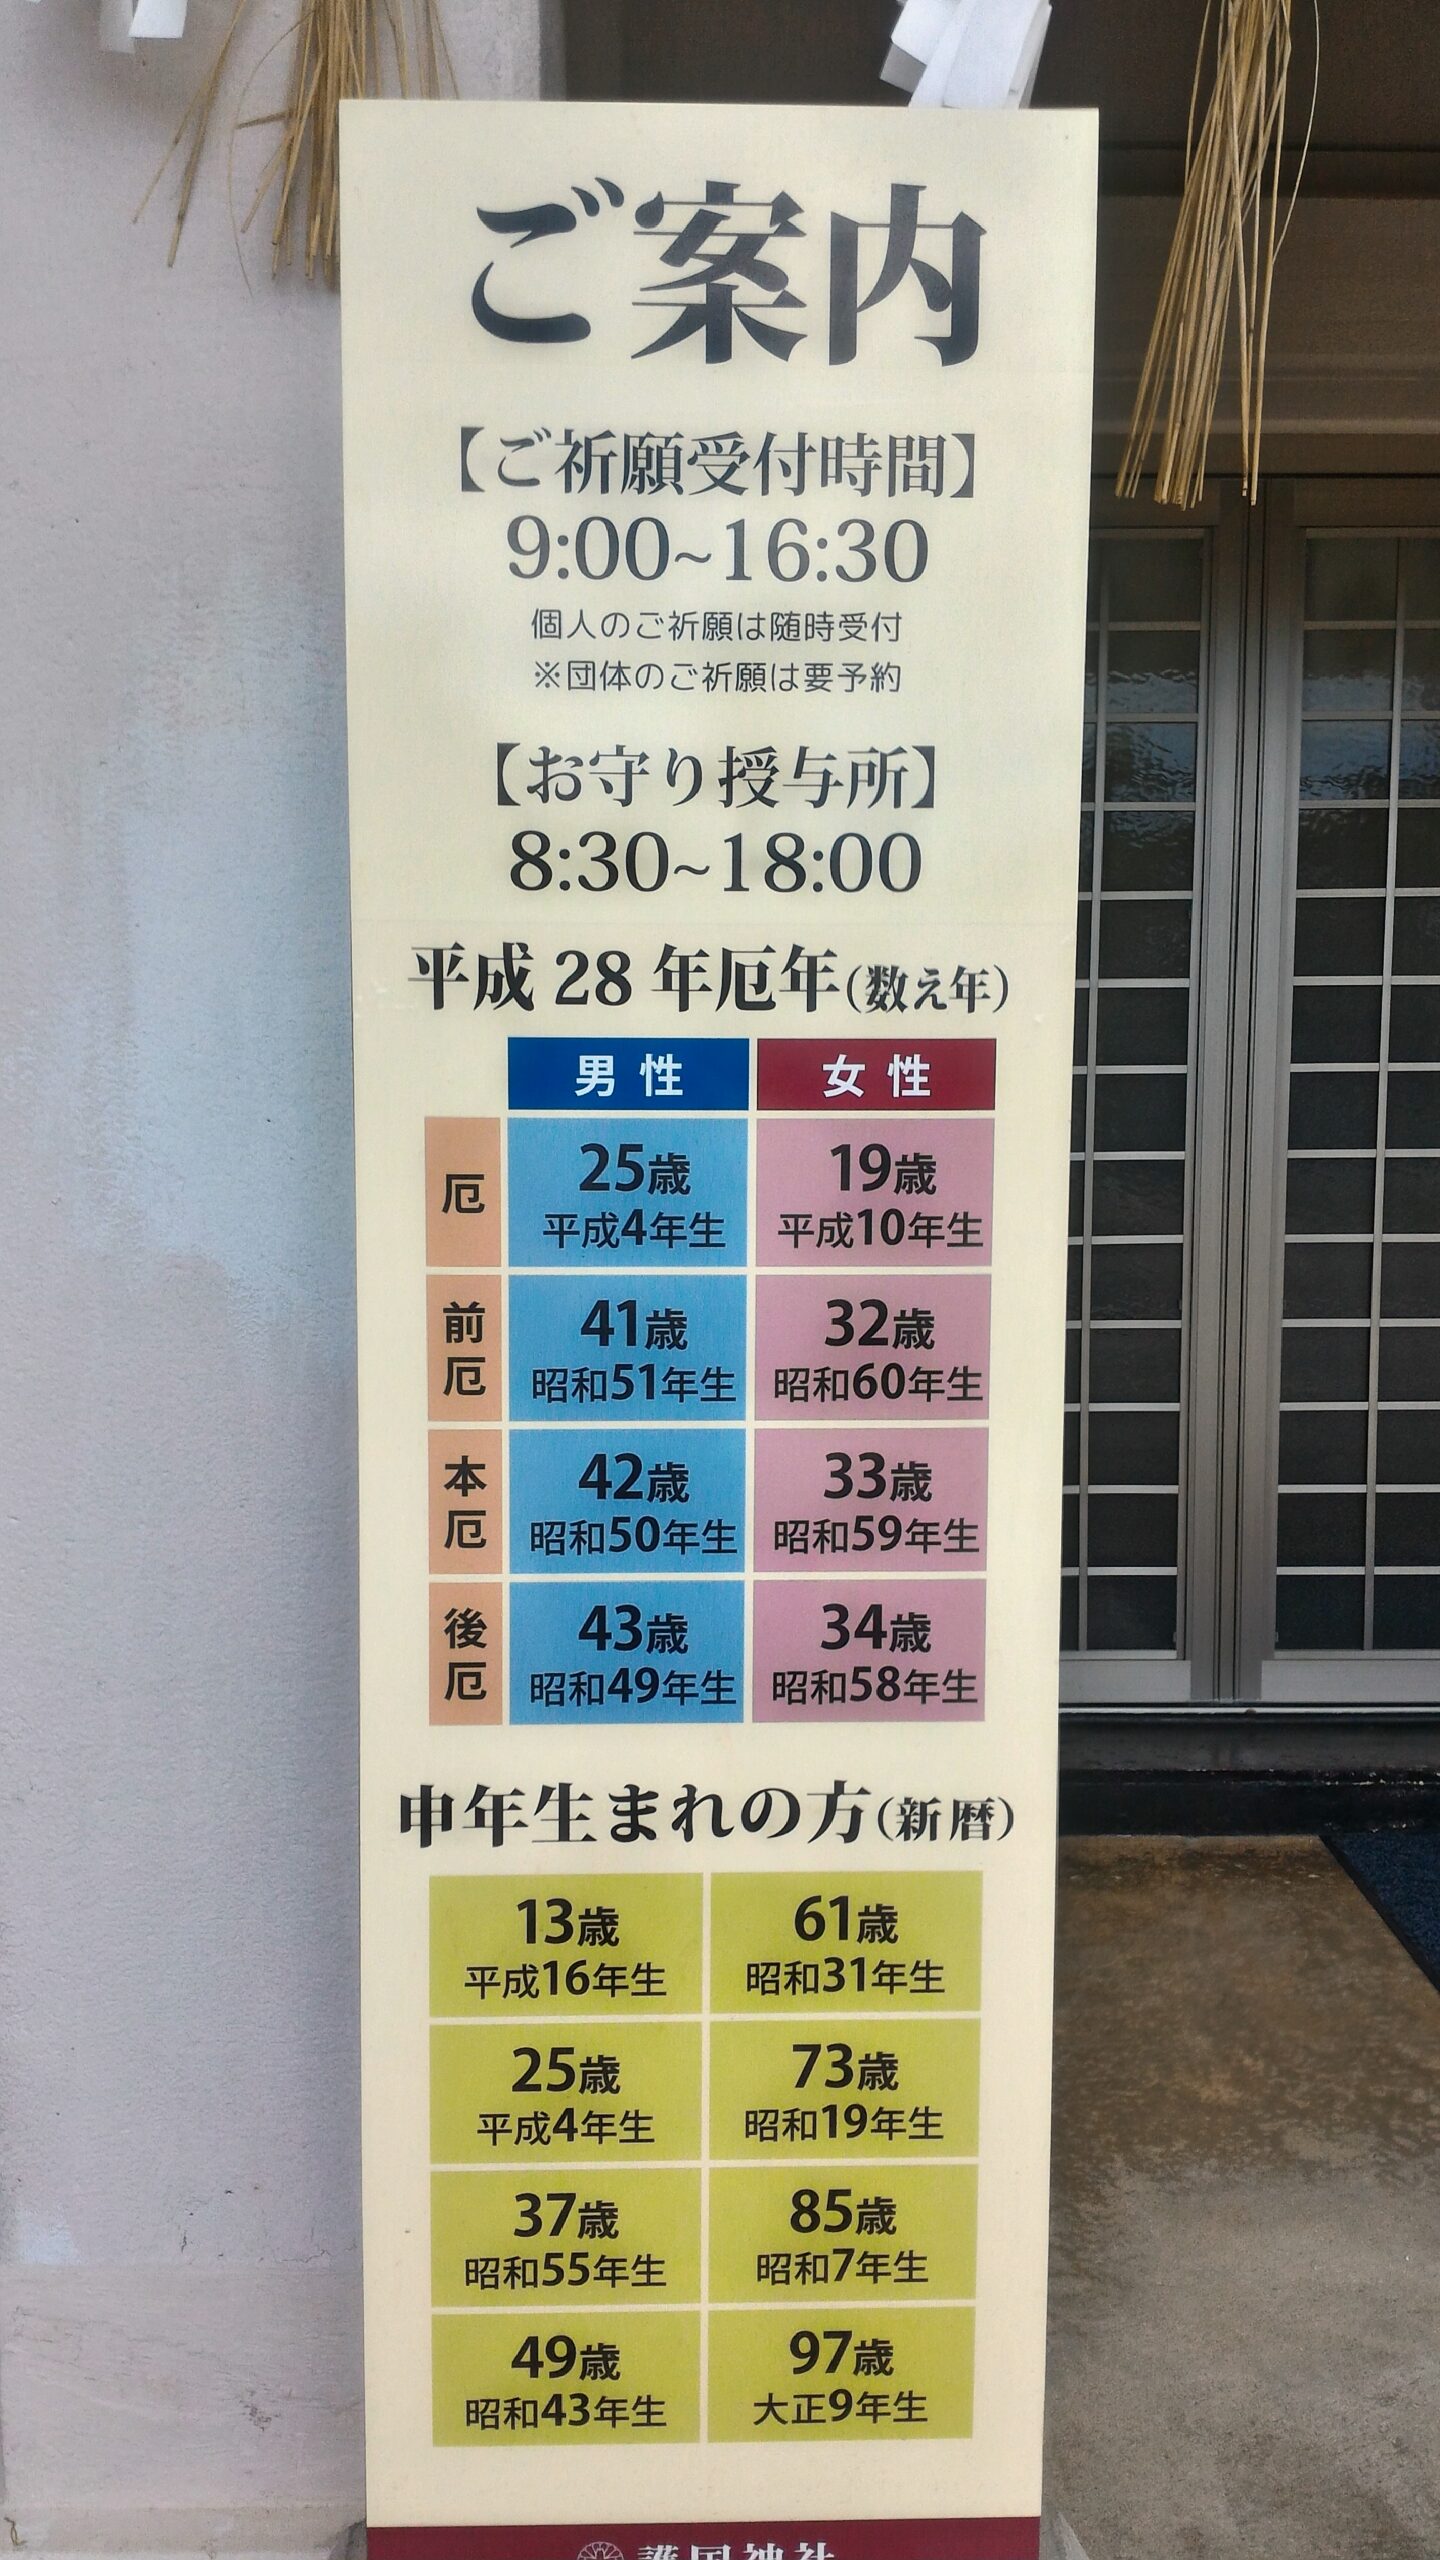 ご案内
【ご祈願受付時間】
9:00~16:30
個人のご祈願は随時受付
※団体のご祈願は要予約
【お守り授与所】
8:30~18:00
平成28年厄年(数え年)
男性 女性
厄
25歳
平成4年生
19歳
平成10年生
前厄
41歳
昭和51年生
32歳
昭和60年生
本厄
42歳
昭和50年生
33歳
昭和59年生
後厄
43歳
昭和49年生
34歳
昭和58年生
申年生まれの方(新暦)
13歳
平成16年生
61歳
昭和31年生
25歳
平成4年生
73歳
昭和19年生
37歳
昭和55年生
85歳
昭和7年生
49歳
昭和43年生
97歳
大正9年生
護国神社